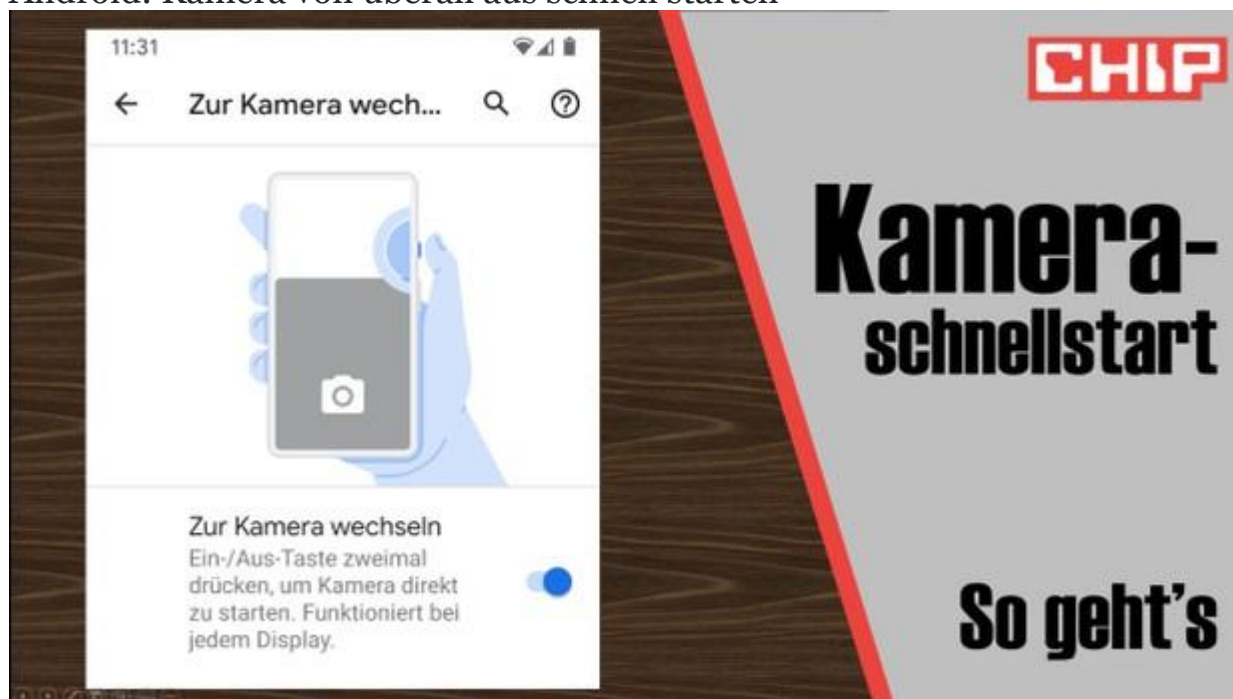 Android: Kamera von überall aus schnell starten
11:31
Zur Kamera wech...
CHIP
Kamera-
schnellstart
Zur Kamera wechseln
Ein-/Aus-Taste zweimal
drücken, um Kamera direkt
zu starten. Funktioniert bei
jedem Display.
So geht's